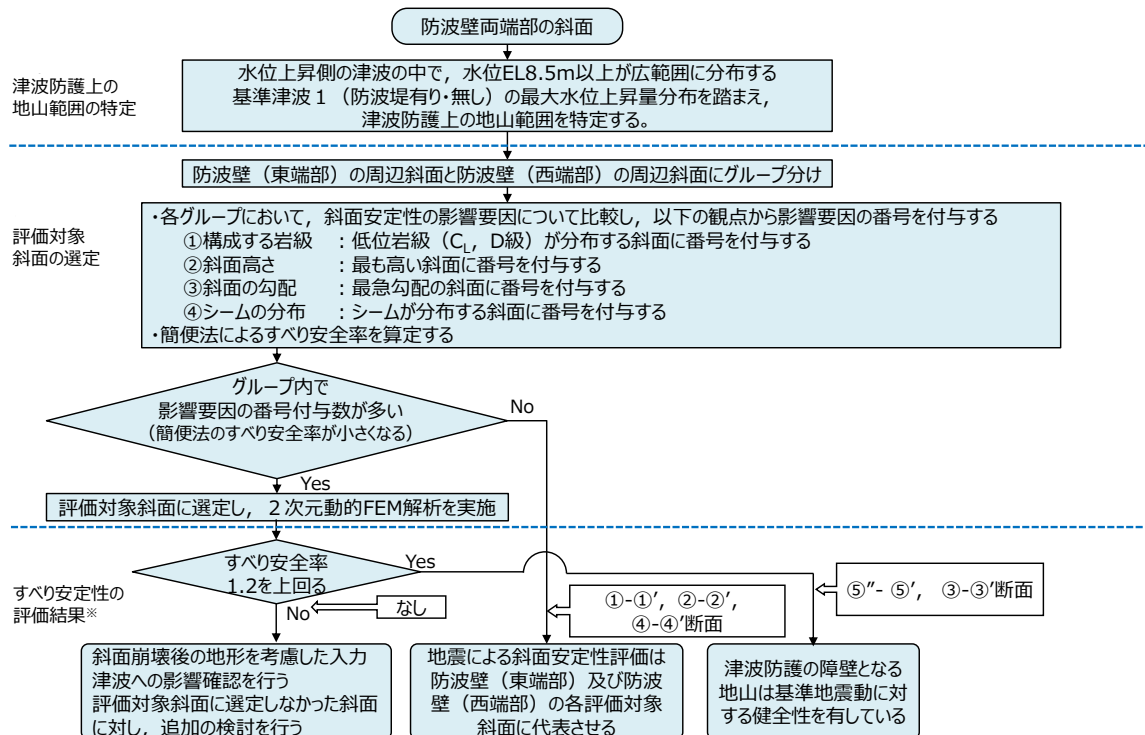 防波壁両端部の斜面
津波防護上の
地山範囲の特定
水位上昇側の津波の中で，水位EL8.5m以上が広範囲に分布する
基準津波１（防波堤有り・無し）の最大水位上昇量分布を踏まえ，
津波防護上の地山範囲を特定する。
防波壁（東端部）の周辺斜面と防波壁（西端部）の周辺斜面にグループ分け
評価対象
斜面の選定
・各グループにおいて，斜面安定性の影響要因について比較し，以下の観点から影響要因の番号を付与する
①構成する岩級　：低位岩級（CL，D級）が分布する斜面に番号を付与する
②斜面高さ　：最も高い斜面に番号を付与する
③斜面の勾配　：最急勾配の斜面に番号を付与する
④シームの分布　：シームが分布する斜面に番号を付与する
・簡便法によるすべり安全率を算定する
グループ内で
影響要因の番号付与数が多い
（簡便法のすべり安全率が小さくなる）
No
Yes
評価対象斜面に選定し，２次元動的FEM解析を実施
すべり安定性の
評価結果※
すべり安全率
1.2を上回る
Yes
No
なし
①-①′，②-②′，
④-④′断面
⑤″-⑤′，③-③′断面
斜面崩壊後の地形を考慮した入力
津波への影響確認を行う
評価対象斜面に選定しなかった斜面
に対し，追加の検討を行う
地震による斜面安定性評価は
防波壁（東端部）及び防波
壁（西端部）の各評価対象
斜面に代表させる
津波防護の障壁となる
地山は基準地震動に対
する健全性を有している